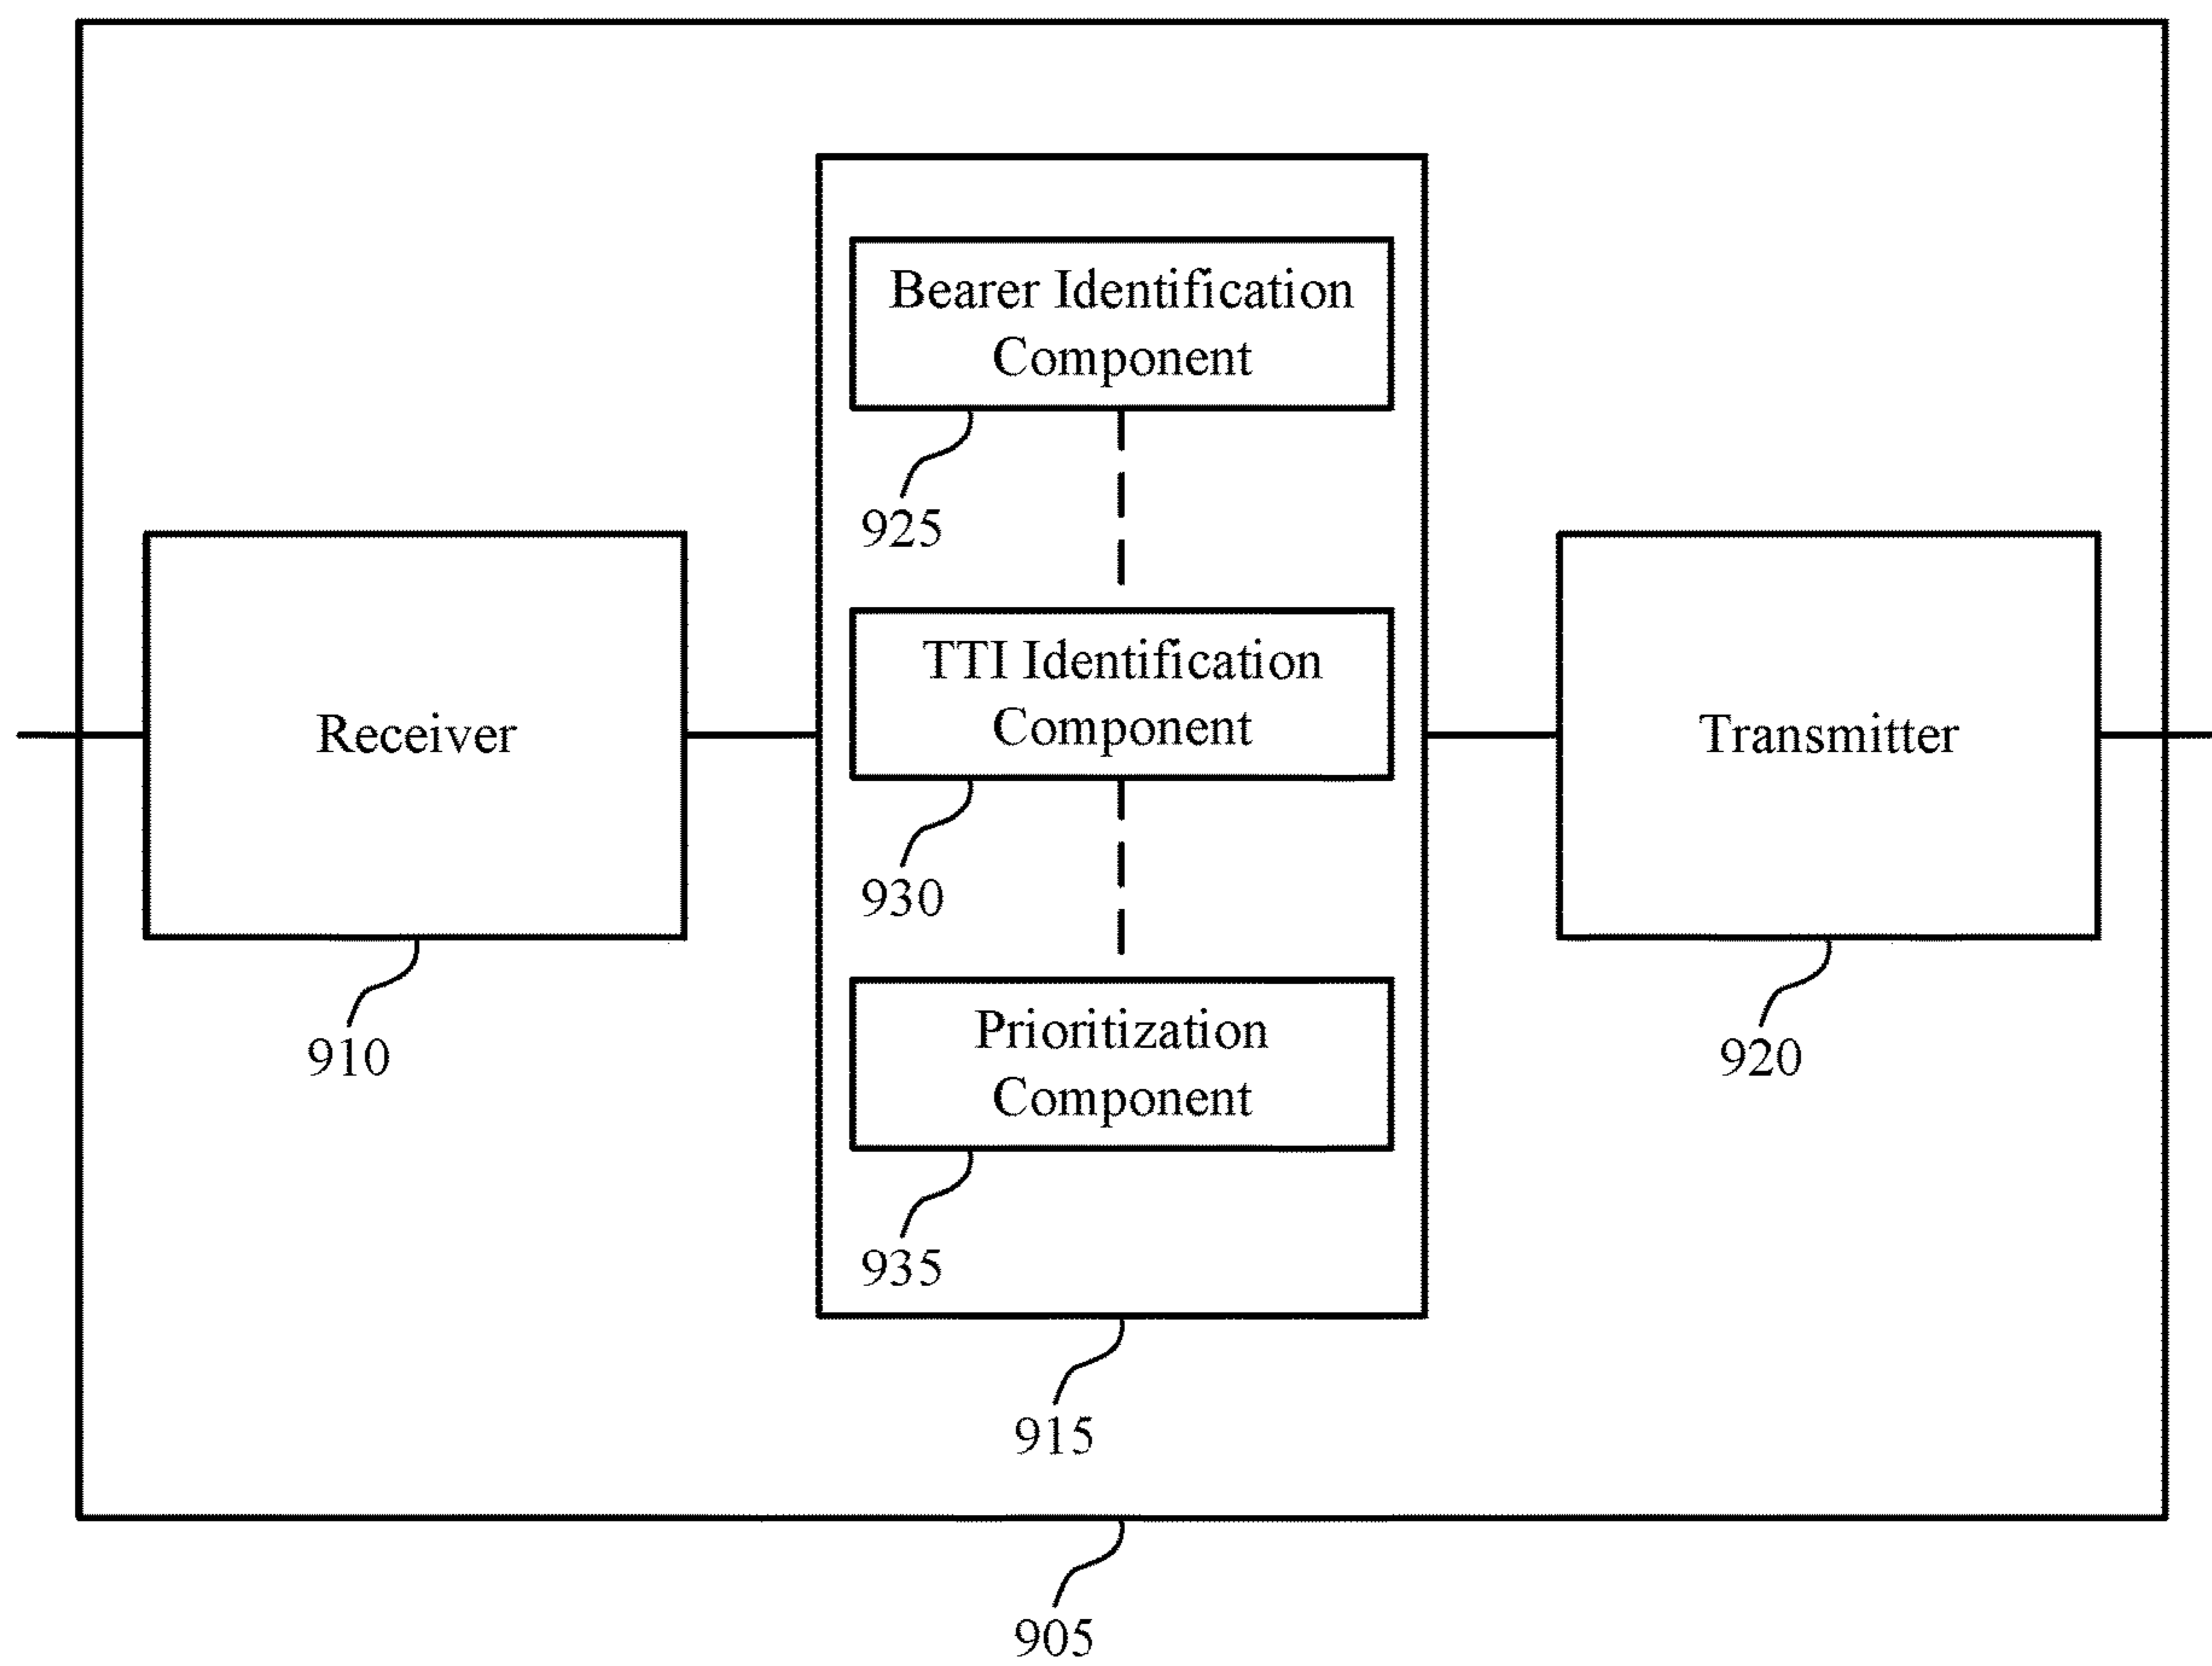 Bearer Identification
Component
925
TTI Identification
Component
930
Receiver
910
Transmitter
920
Prioritization
Component
935
915
905